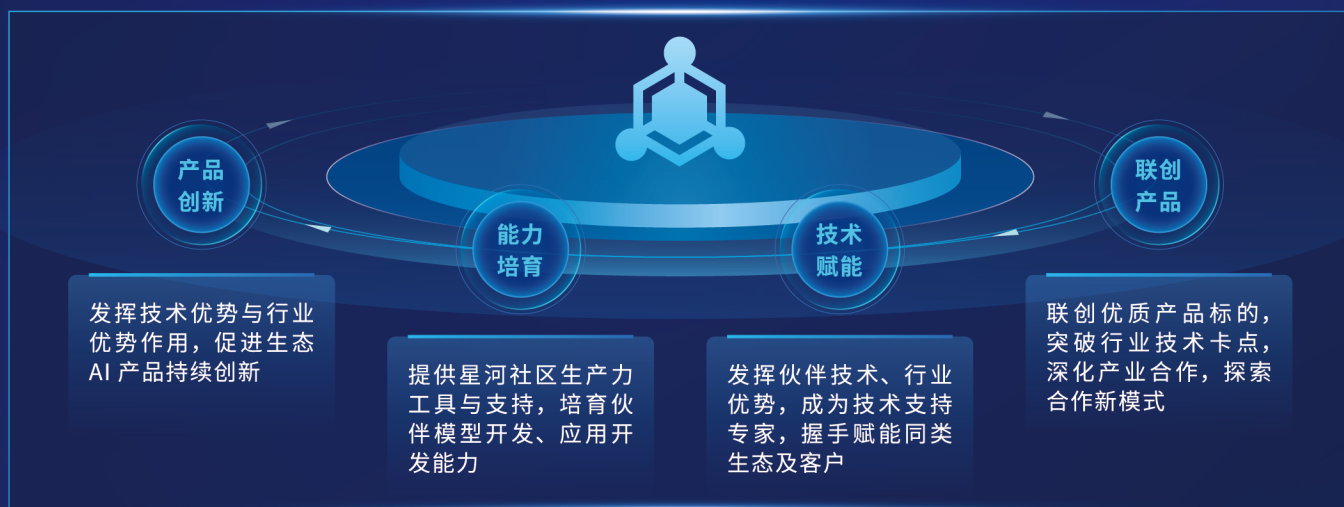 产品
创新
发挥技术优势与行业
优势作用，促进生态
AI 产品持续创新
能力
培育
提供星河社区生产力
工具与支持，培育伙
伴模型开发、应用开
发能力
技术
赋能
发挥伙伴技术、行业
优势，成为技术支持
专家，握手赋能同类
生态及客户
联创
产品
联创优质产品标的，
突破行业技术卡点，
深化产业合作，探索
合作新模式